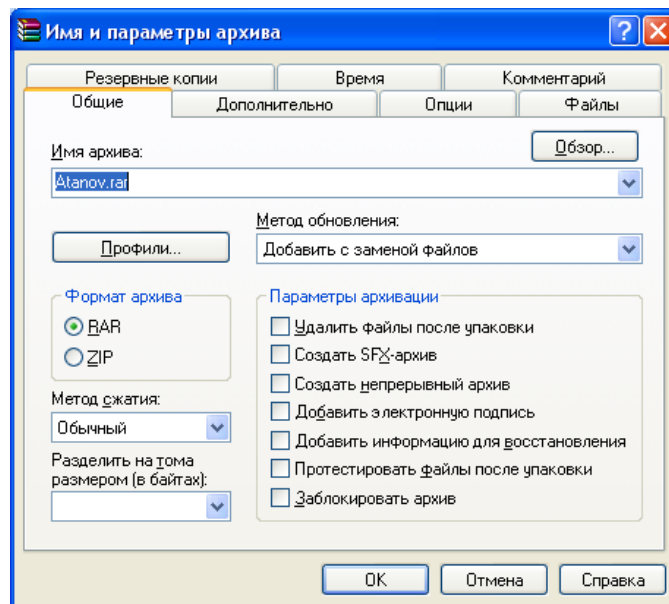 Имя и параметры архива
Резервные копии Время Комментарий
Общие Дополнительно Опции Файлы
Имя архива:
Обзор...
Atanov.rar
Метод обновления:
Профили...
Добавить с заменой файлов
Формат архива
RAR
ZIP
Метод сжатия:
Обычный
Разделить на тома
размером (в байтах):
Параметры архивации
Удалить файлы после упаковки
Создать SFX-архив
Создать непрерывный архив
Добавить электронную подпись
Добавить информацию для восстановления
Протестировать файлы после упаковки
Заблокировать архив
OK Отмена Справка